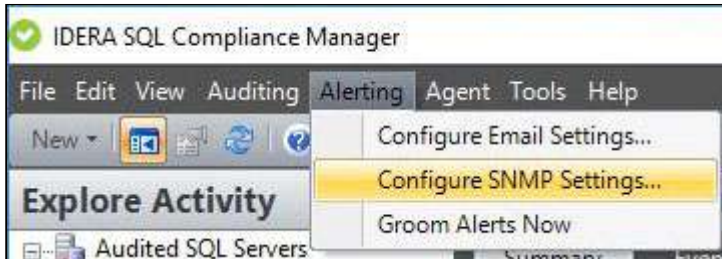 IDERA SQL Compliance Manager
File Edit View Auditing Alerting Agent Tools Help
New
Configure Email Settings...
Configure SNMP Settings...
Explore Activity
Groom Alerts Now
Audited SQL Servers
Summary